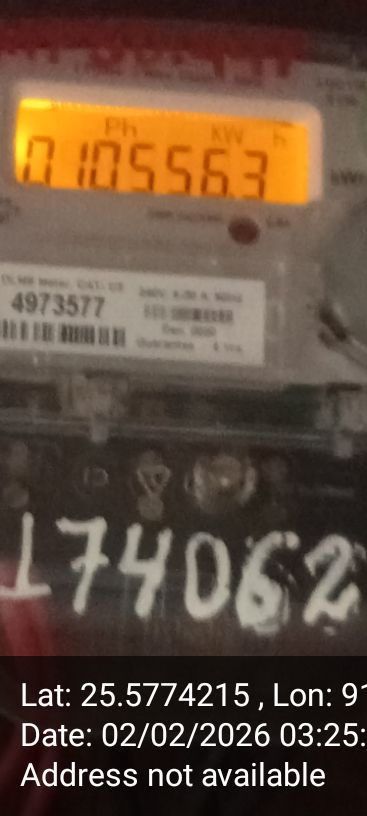 Ph KW h
0105563
4973577
Guarantee
174062
Lat: 25.5774215 , Lon: 91
Date: 02/02/2026 03:25:
Address not available